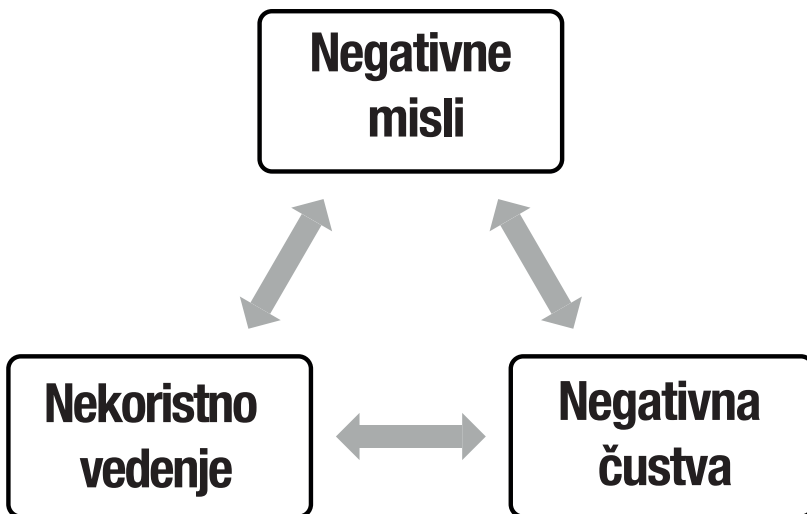 Negativne
misli
Nekoristno
vedenje
Negativna
čustva